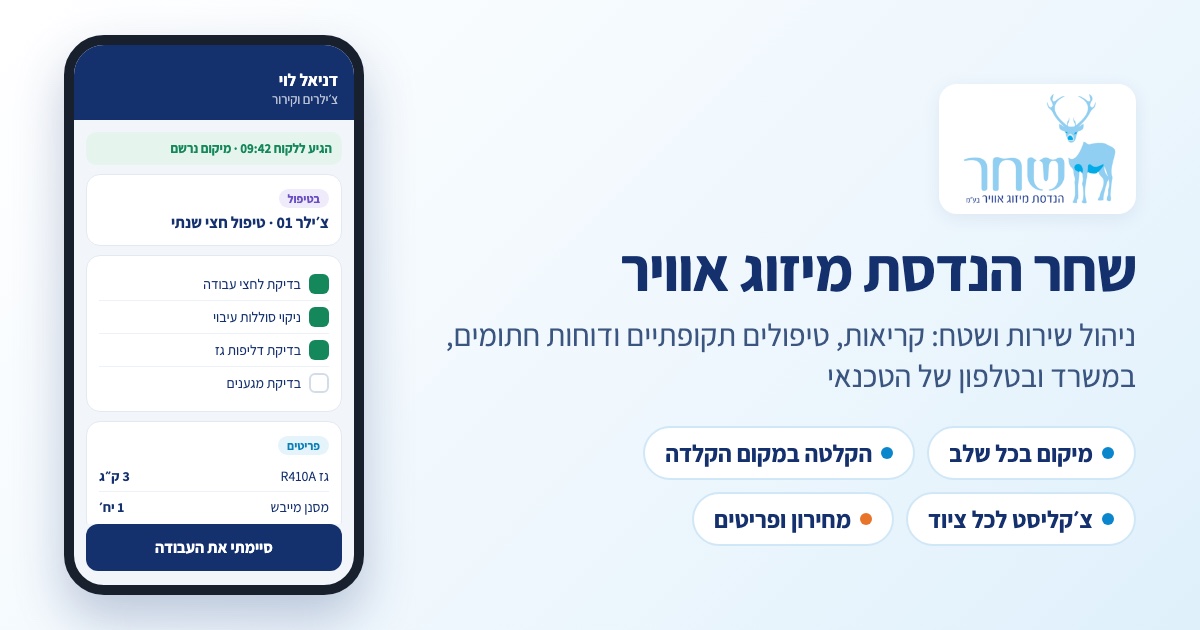 שחר
הנדסת מיזוג אוויר בע״מ
שחר הנדסת מיזוג אוויר
ניהול שירות ושטח: קריאות, טיפולים תקופתיים ודוחות חתומים,
במשרד ובטלפון של הטכנאי
מיקום בכל שלב
הקלטה במקום הקלדה
צ׳קליסט לכל ציוד
מחירון ופריטים
דניאל לוי
צ׳ילרים וקירור
הגיע ללקוח 09:42 · מיקום נרשם
בטיפול
צ׳ילר 01 · טיפול חצי שנתי
בדיקת לחצי עבודה
ניקוי סוללות עיבוי
בדיקת דליפות גז
בדיקת מגענים
פריטים
גז R410A 3 ק״ג
מסנן מייבש 1 יח׳
סיימתי את העבודה